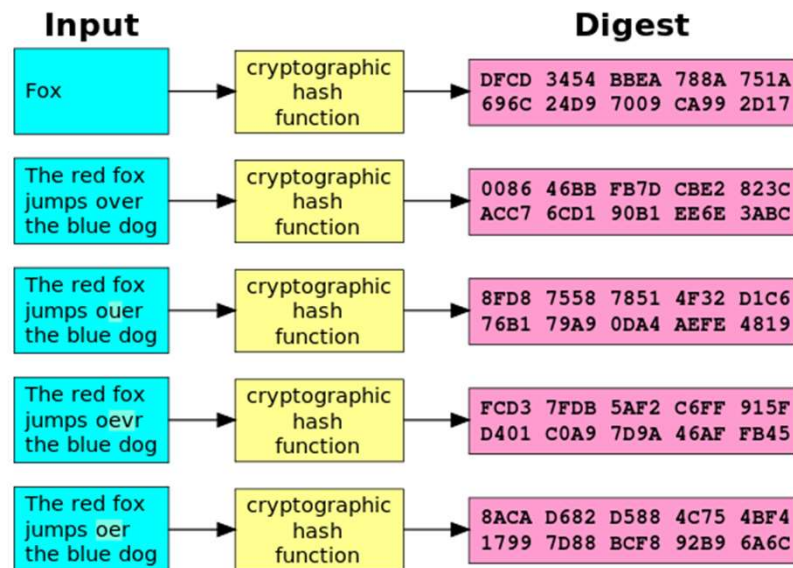 Input
Digest
Fox
cryptographic
hash
function
DFCD 3454 BBEA 788A 751A
696C 24D9 7009 CA99 2D17
The red fox
jumps over
the blue dog
cryptographic
hash
function
0086 46BB FB7D CBE2 823C
ACC7 6CD1 90B1 EE6E 3ABC
The red fox
jumps ouer
the blue dog
cryptographic
hash
function
8FD8 7558 7851 4F32 D1C6
76B1 79A9 0DA4 AEFE 4819
The red fox
jumps oevr
the blue dog
cryptographic
hash
function
FCD3 7FDB 5AF2 C6FF 915F
D401 C0A9 7D9A 46AF FB45
The red fox
jumps oer
the blue dog
cryptographic
hash
function
8ACA D682 D588 4C75 4BF4
1799 7D88 BCF8 92B9 6A6C